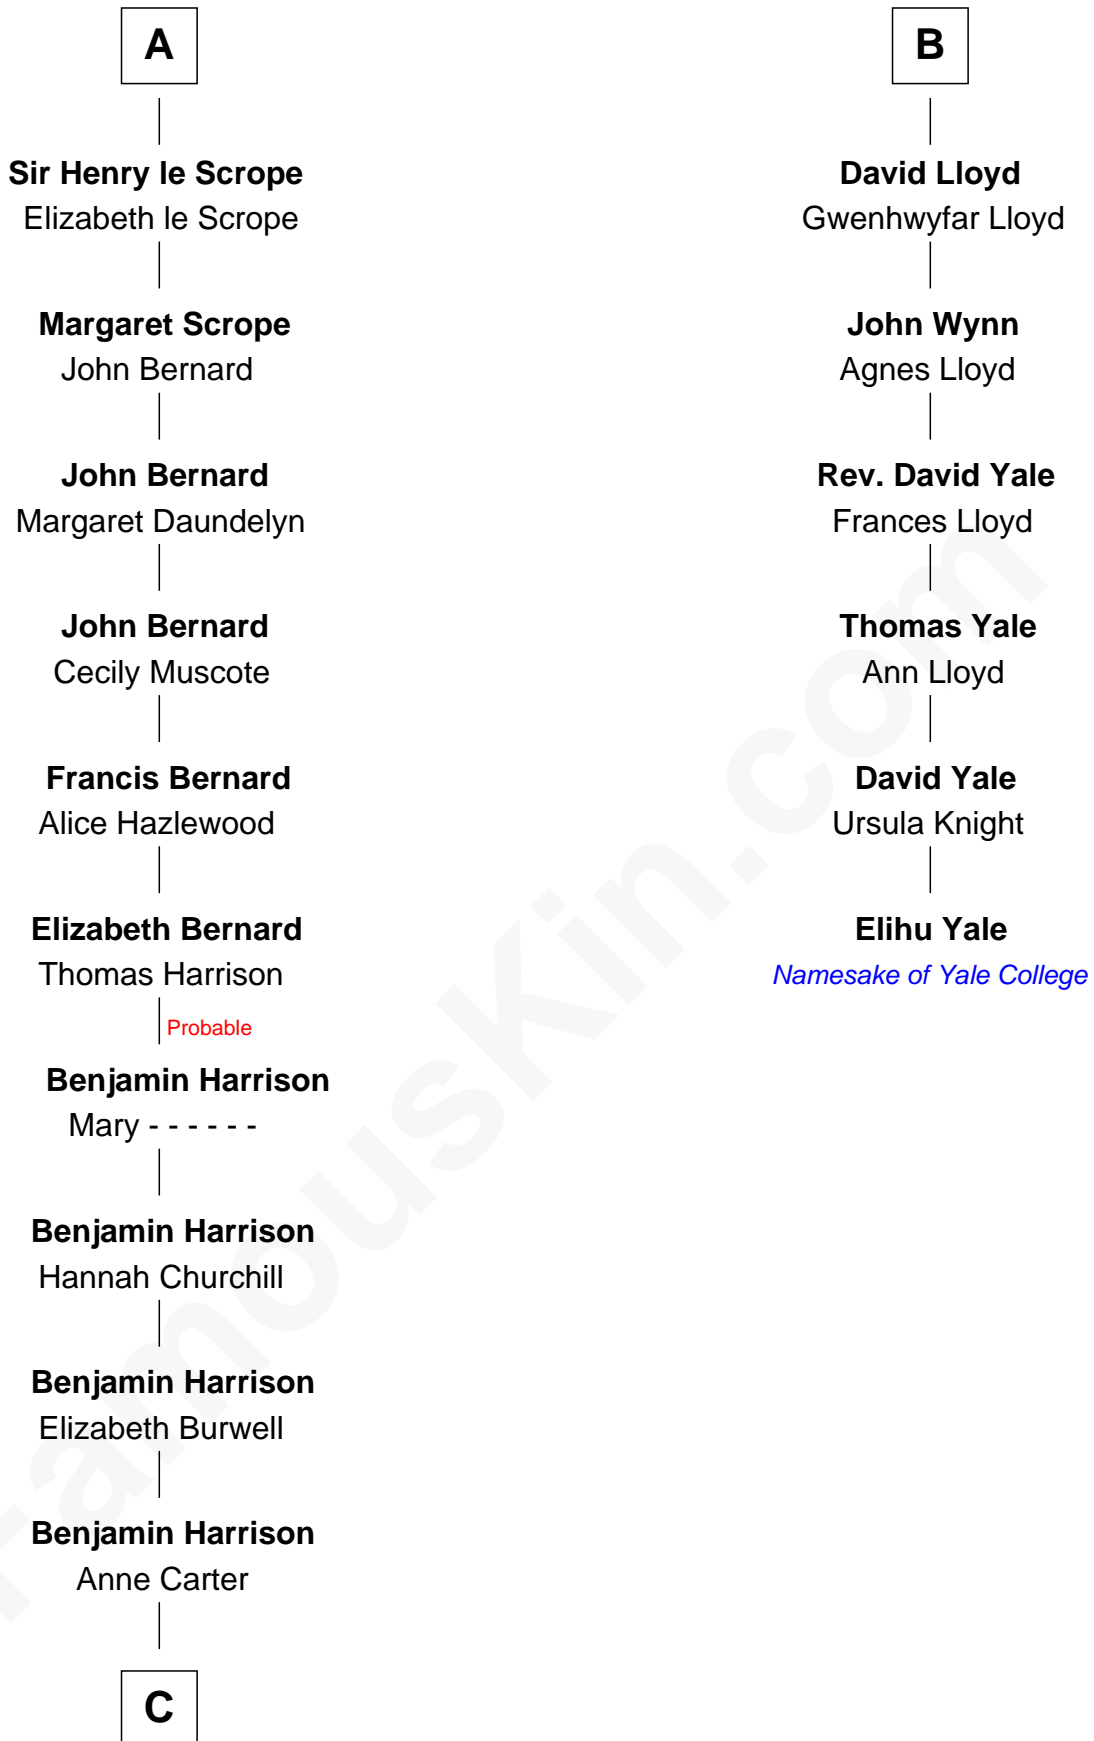 A
Sir Henry le Scrope
Elizabeth le Scrope
Margaret Scrope
John Bernard
John Bernard
Margaret Daundelyn
John Bernard
Cecily Muscote
Francis Bernard
Alice Hazlewood
Elizabeth Bernard
Thomas Harrison
Probable
Benjamin Harrison
Mary - - - - - -
Benjamin Harrison
Hannah Churchill
Benjamin Harrison
Elizabeth Burwell
Benjamin Harrison
Anne Carter
C
B
David Lloyd
Gwenhwyfar Lloyd
John Wynn
Agnes Lloyd
Rev. David Yale
Frances Lloyd
Thomas Yale
Ann Lloyd
David Yale
Ursula Knight
Elihu Yale
Namesake of Yale College
FamousKin.com